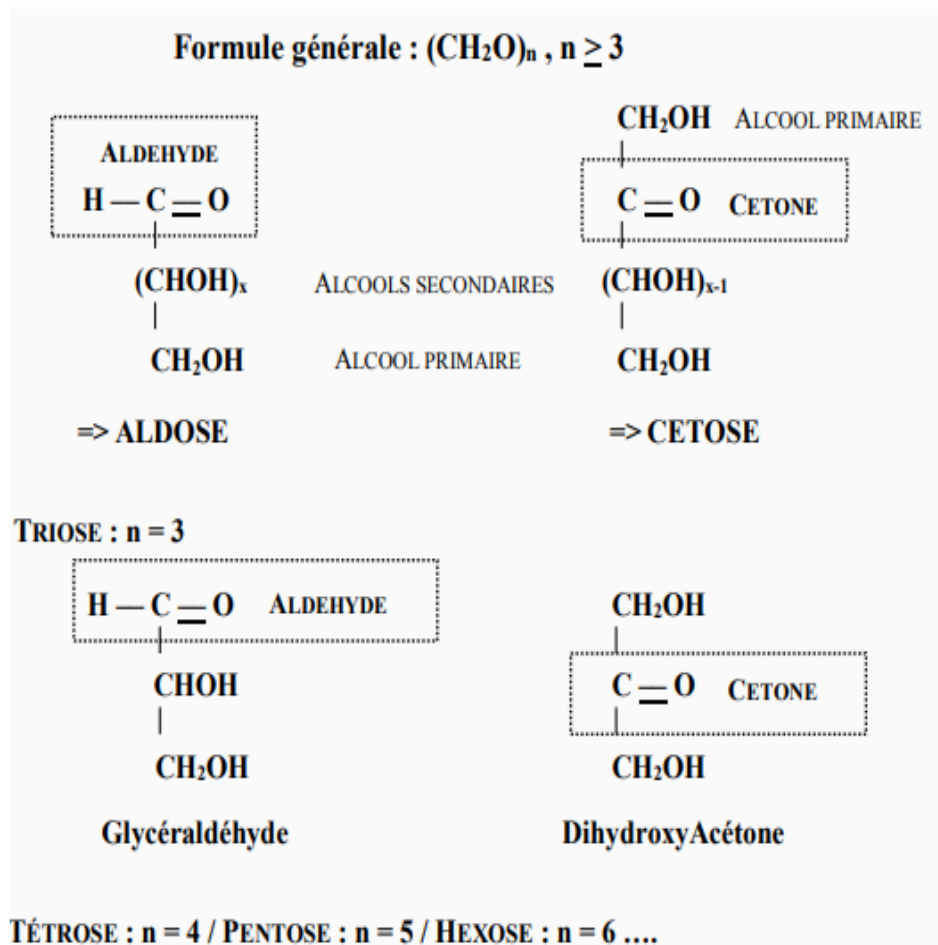 Formule générale : (CH₂O)ₙ , n ≥ 3
CH₂OH ALCOOL PRIMAIRE
ALDEHYDE
H — C = O
C = O CETONE
(CHOH)ₓ ALCOOLS SECONDAIRES (CHOH)ₓ₋₁
CH₂OH ALCOOL PRIMAIRE CH₂OH
=> ALDOSE => CETOSE
TRIOSE : n = 3
H — C = O ALDEHYDE CH₂OH
CHOH C = O CETONE
CH₂OH CH₂OH
Glycéraldéhyde DihydroxyAcétone
TÉTROSE : n = 4 / PENTOSE : n = 5 / HEXOSE : n = 6 ....